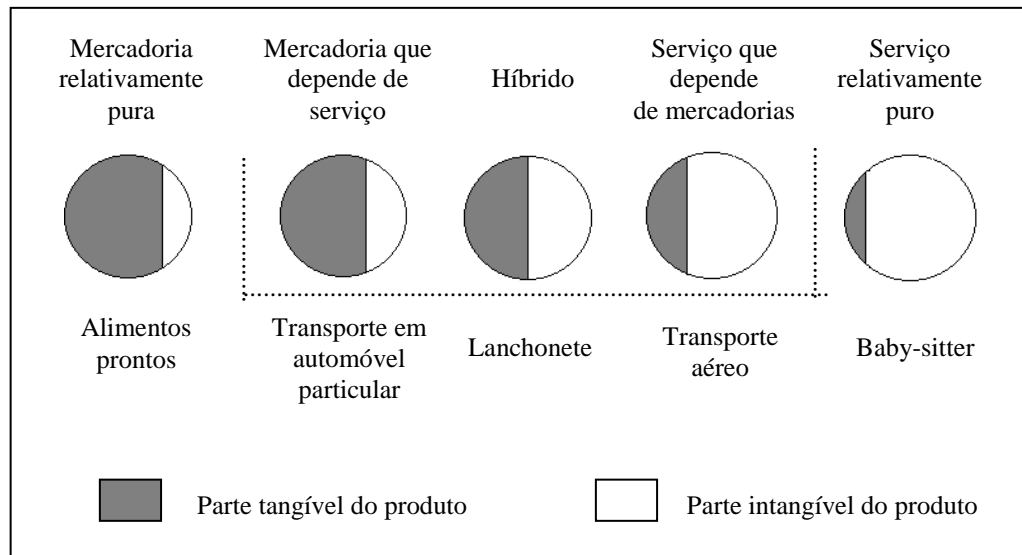 Mercadoria
relativamente
pura
Mercadoria que
depende de
serviço
Híbrido
Serviço que
depende
de mercadorias
Serviço
relativamente
puro
Alimentos
prontos
Transporte em
automóvel
particular
Lanchonete
Transporte
aéreo
Baby-sitter
Parte tangível do produto
Parte intangível do produto